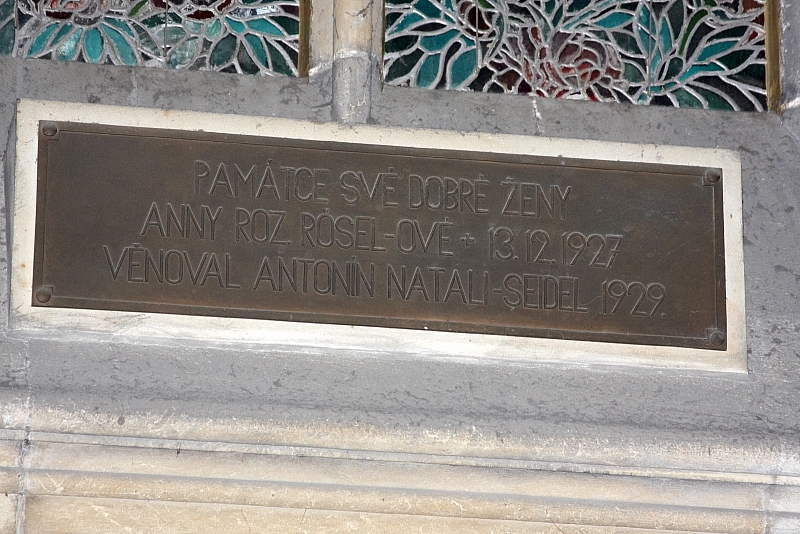 PAMÁTCE SVÉ DOBRÉ ŽENY
ANNY ROZ. RÖSEL-OVÉ + 13.12.1927
VĚNOVAL ANTONÍN NATALI-SEIDEL 1929.